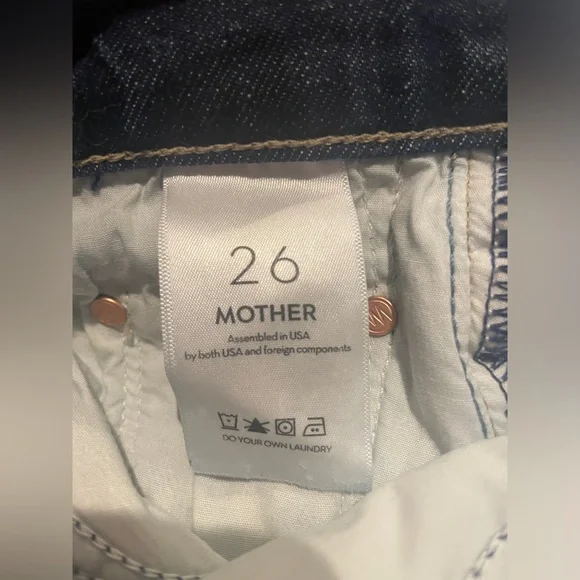 26
MOTHER
Assembled in USA
by both USA and foreign components
DO YOUR OWN LAUNDRY